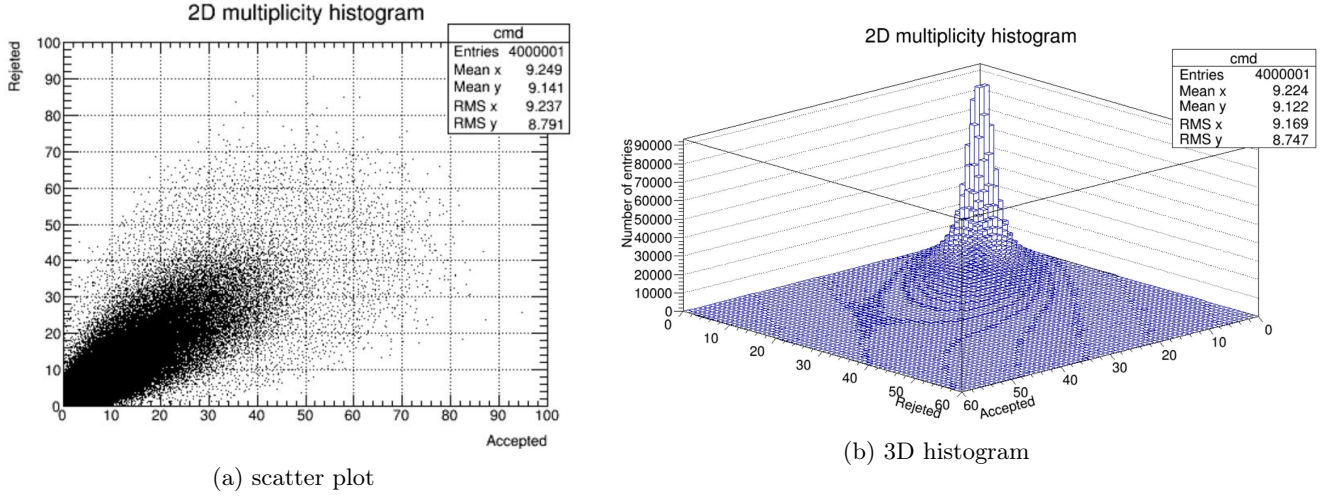 2D multiplicity histogram
cmd
Entries 4000001
Mean x 9.249
Mean y 9.141
RMS x 9.237
RMS y 8.791
Rejeted
100
90
80
70
60
50
40
30
20
10
0
0 10 20 30 40 50 60 70 80 90 100
Accepted
(a) scatter plot
2D multiplicity histogram
cmd
Entries 4000001
Mean x 9.224
Mean y 9.122
RMS x 9.169
RMS y 8.747
Number of entries
90000
80000
70000
60000
50000
40000
30000
20000
10000
0
0 10 20 30 40 50 60
Rejeted
60 50 40 30 20 10 0
Accepted
(b) 3D histogram